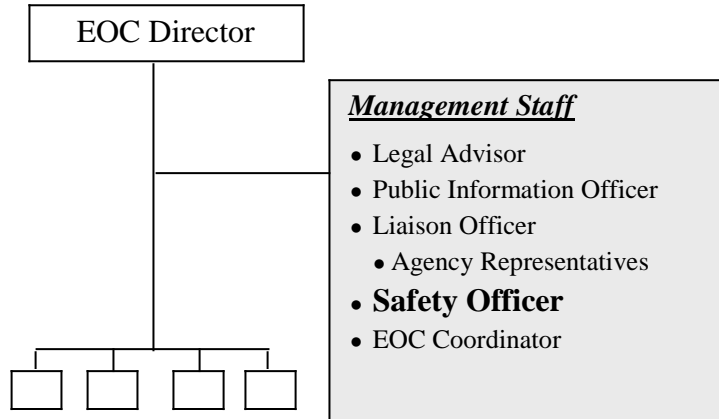 EOC Director
Management Staff
• Legal Advisor
• Public Information Officer
• Liaison Officer
• Agency Representatives
• Safety Officer
• EOC Coordinator